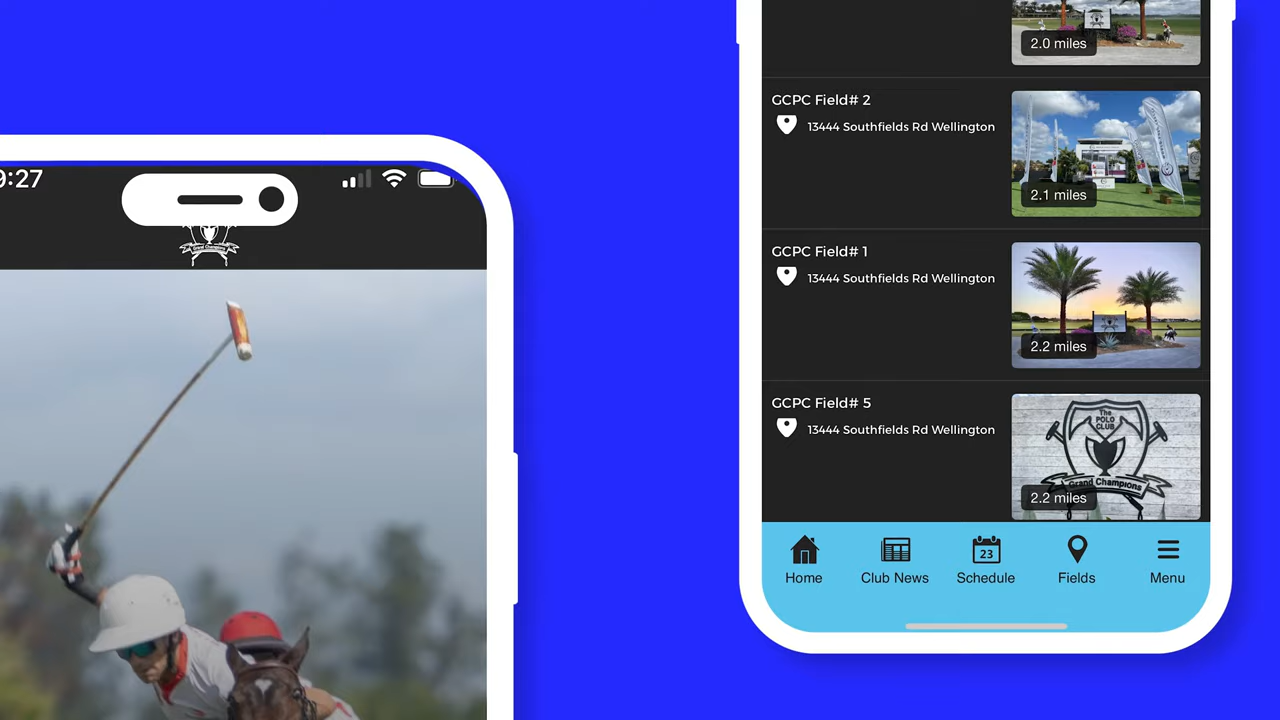 9:27
Grand Champions
2.0 miles
GCPC Field# 2
13444 Southfields Rd Wellington
2.1 miles
GCPC Field# 1
13444 Southfields Rd Wellington
2.2 miles
GCPC Field# 5
13444 Southfields Rd Wellington
The
POLO
CLUB
Grand Champions
2.2 miles
23
Home
Club News
Schedule
Fields
Menu